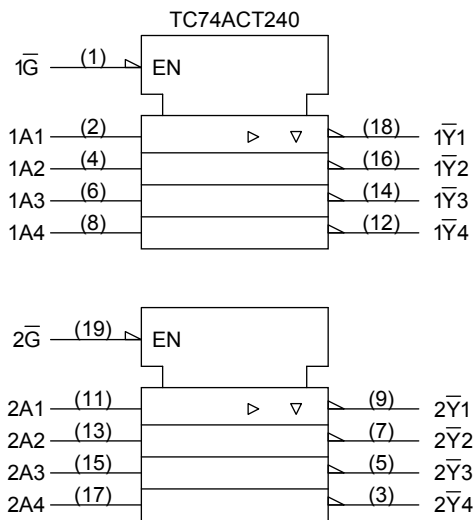 TC74ACT240
1G̅ (1) EN
1A1 (2) (18) 1Y̅1
1A2 (4) (16) 1Y̅2
1A3 (6) (14) 1Y̅3
1A4 (8) (12) 1Y̅4
2G̅ (19) EN
2A1 (11) (9) 2Y̅1
2A2 (13) (7) 2Y̅2
2A3 (15) (5) 2Y̅3
2A4 (17) (3) 2Y̅4